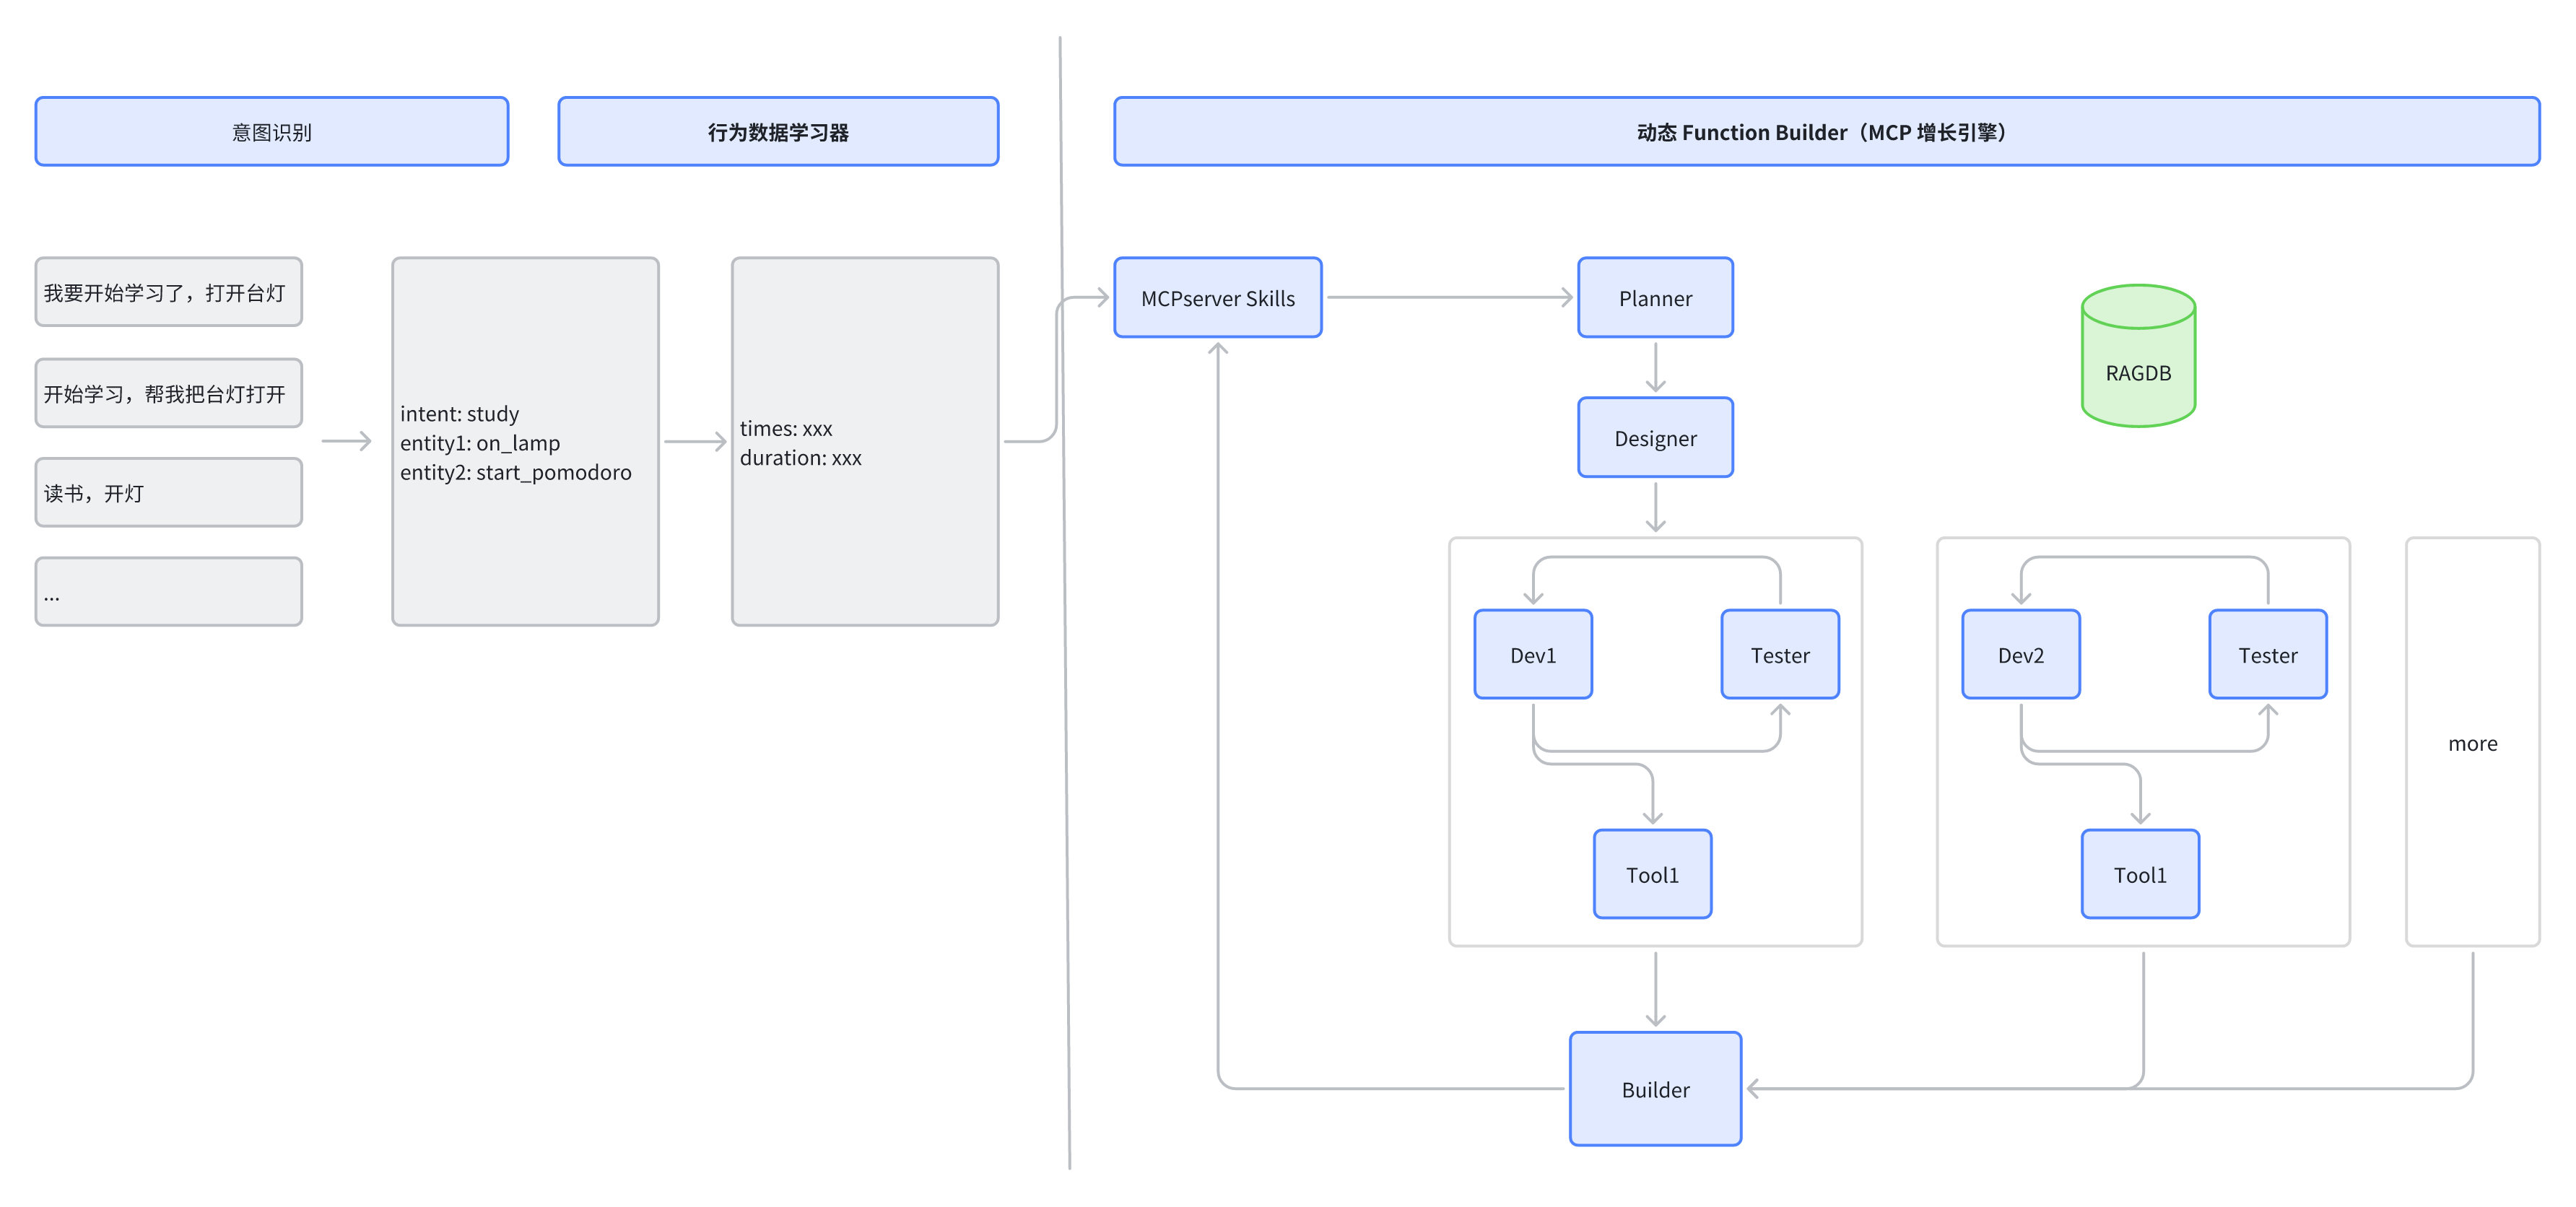 意图识别
行为数据学习器
动态 Function Builder（MCP 增长引擎）
我要开始学习了，打开台灯
开始学习，帮我把台灯打开
读书，开灯
...
intent: study
entity1: on_lamp
entity2: start_pomodoro
times: xxx
duration: xxx
MCPserver Skills
Planner
Designer
RAGDB
Dev1
Tester
Tool1
Dev2
Tester
Tool1
more
Builder